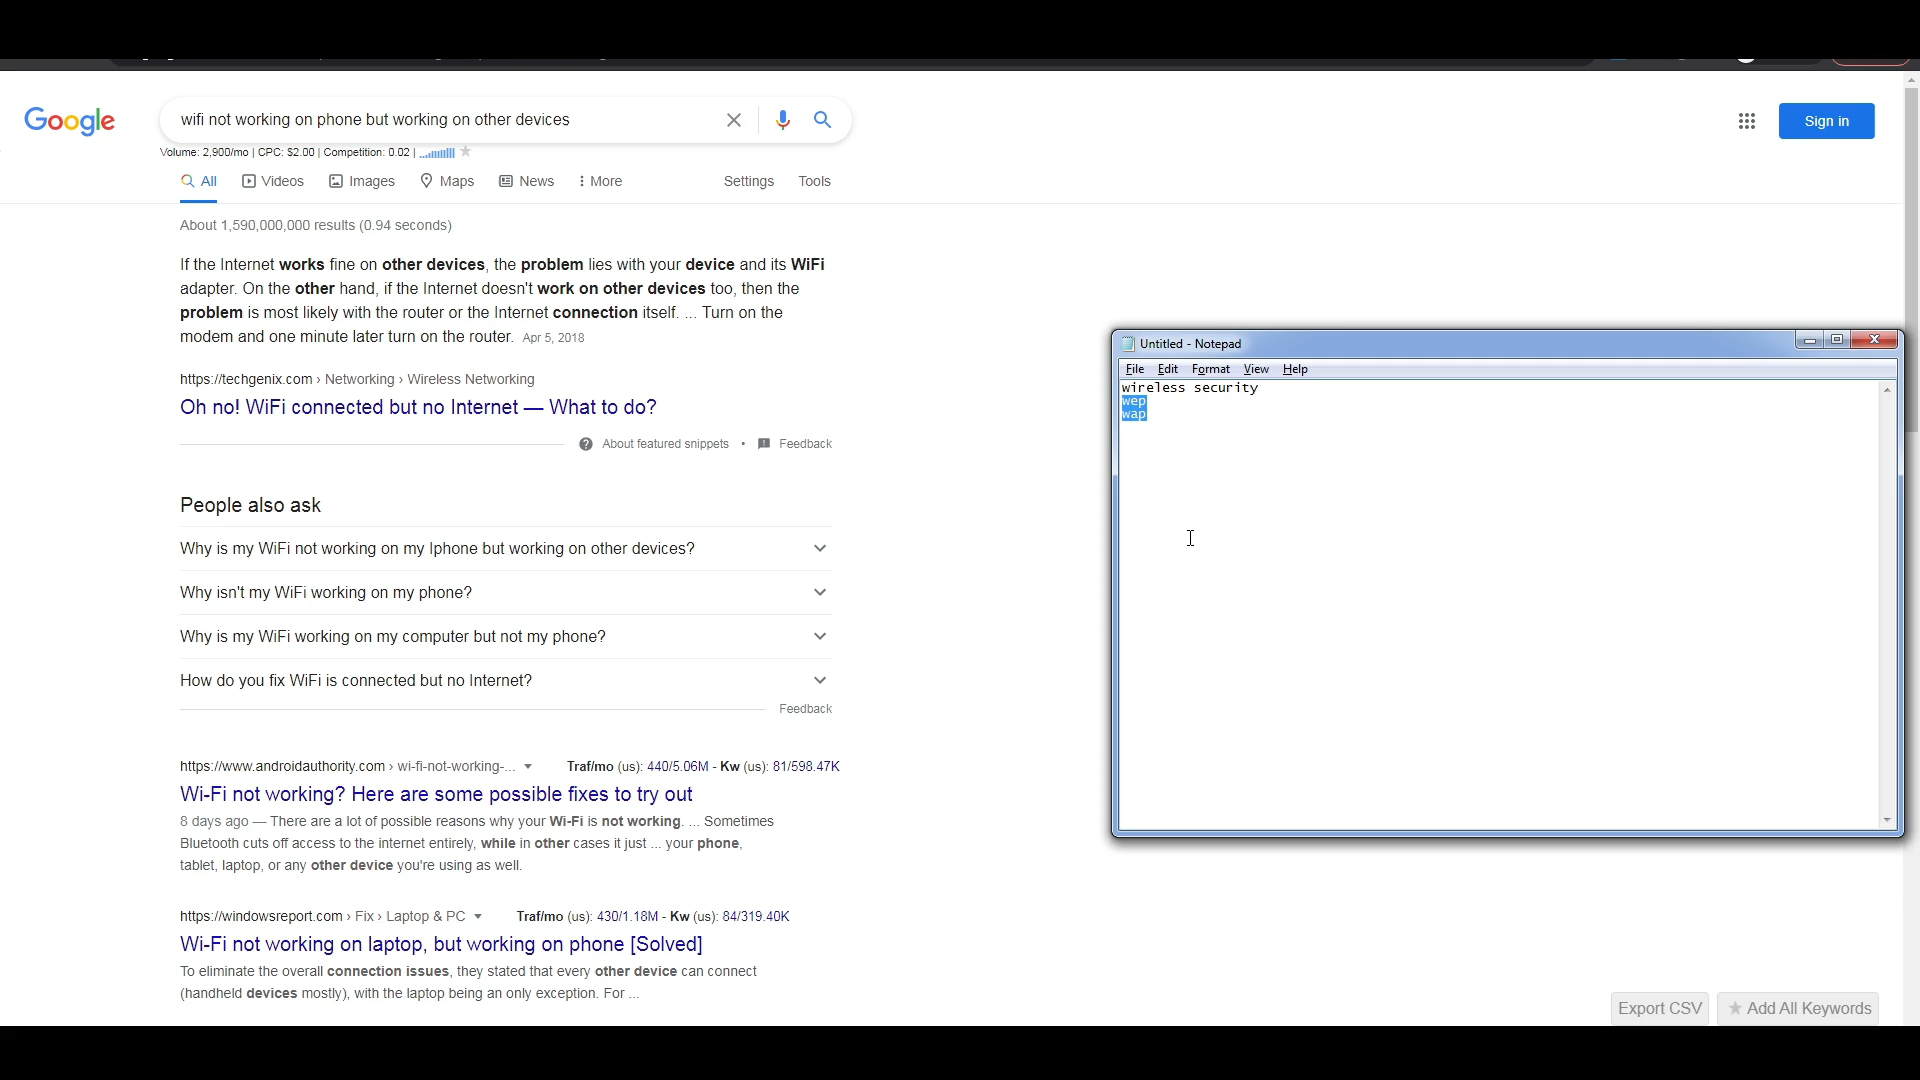 Google
wifi not working on phone but working on other devices
Sign in
Volume: 2,900/mo | CPC: $2.00 | Competition: 0.02 |
All
Videos
Images
Maps
News
More
Settings
Tools
About 1,590,000,000 results (0.94 seconds)
If the Internet works fine on other devices, the problem lies with your device and its WiFi
adapter. On the other hand, if the Internet doesn't work on other devices too, then the
problem is most likely with the router or the Internet connection itself. ... Turn on the
modem and one minute later turn on the router. Apr 5, 2018
https://techgenix.com › Networking › Wireless Networking
Oh no! WiFi connected but no Internet — What to do?
About featured snippets • Feedback
People also ask
Why is my WiFi not working on my Iphone but working on other devices?
Why isn't my WiFi working on my phone?
Why is my WiFi working on my computer but not my phone?
How do you fix WiFi is connected but no Internet?
Feedback
https://www.androidauthority.com › wi-fi-not-working-... Traf/mo (us): 440/5.06M - Kw (us): 81/598.47K
Wi-Fi not working? Here are some possible fixes to try out
8 days ago — There are a lot of possible reasons why your Wi-Fi is not working. ... Sometimes
Bluetooth cuts off access to the internet entirely, while in other cases it just ... your phone,
tablet, laptop, or any other device you're using as well.
https://windowsreport.com › Fix › Laptop & PC Traf/mo (us): 430/1.18M - Kw (us): 84/319.40K
Wi-Fi not working on laptop, but working on phone [Solved]
To eliminate the overall connection issues, they stated that every other device can connect
(handheld devices mostly), with the laptop being an only exception. For ...
Untitled - Notepad
File Edit Format View Help
wireless security
wep
wap
Export CSV
Add All Keywords